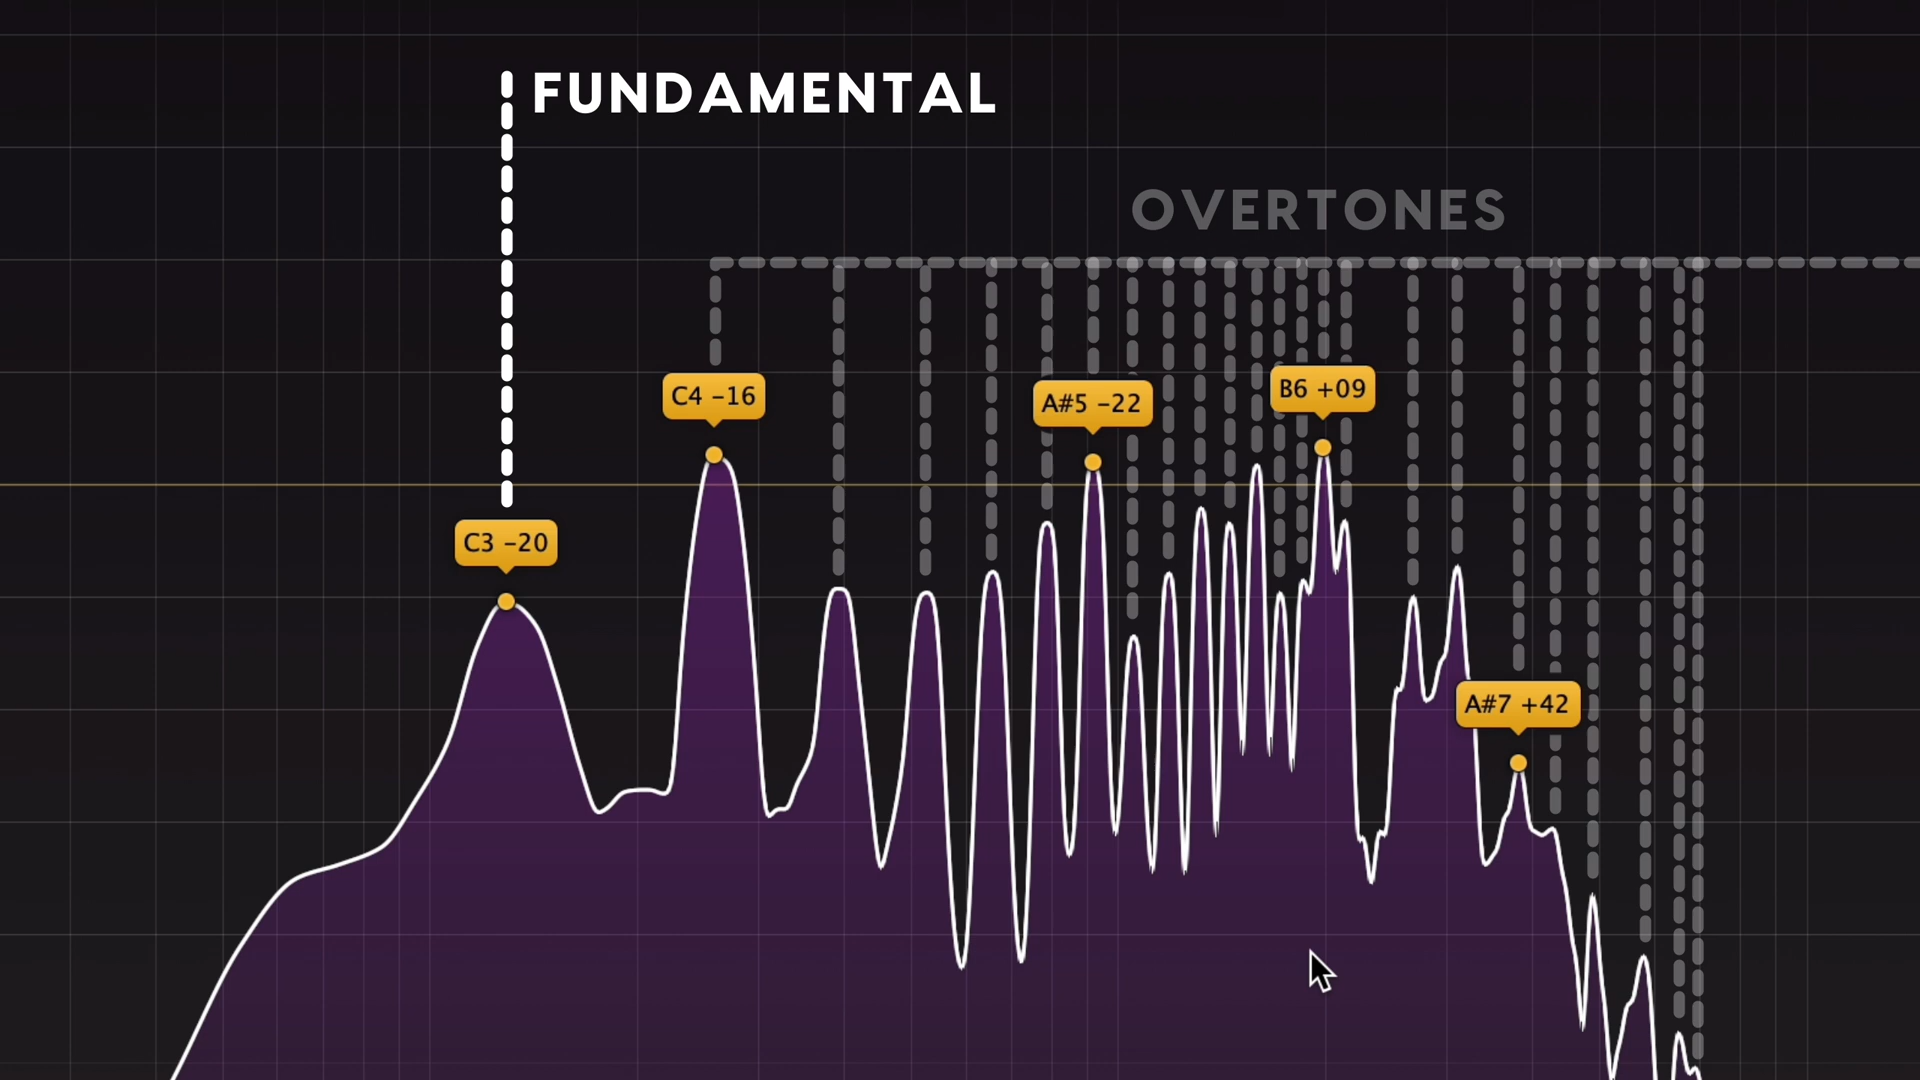 FUNDAMENTAL
OVERTONES
C4 -16
A#5 -22
B6 +09
C3 -20
A#7 +42